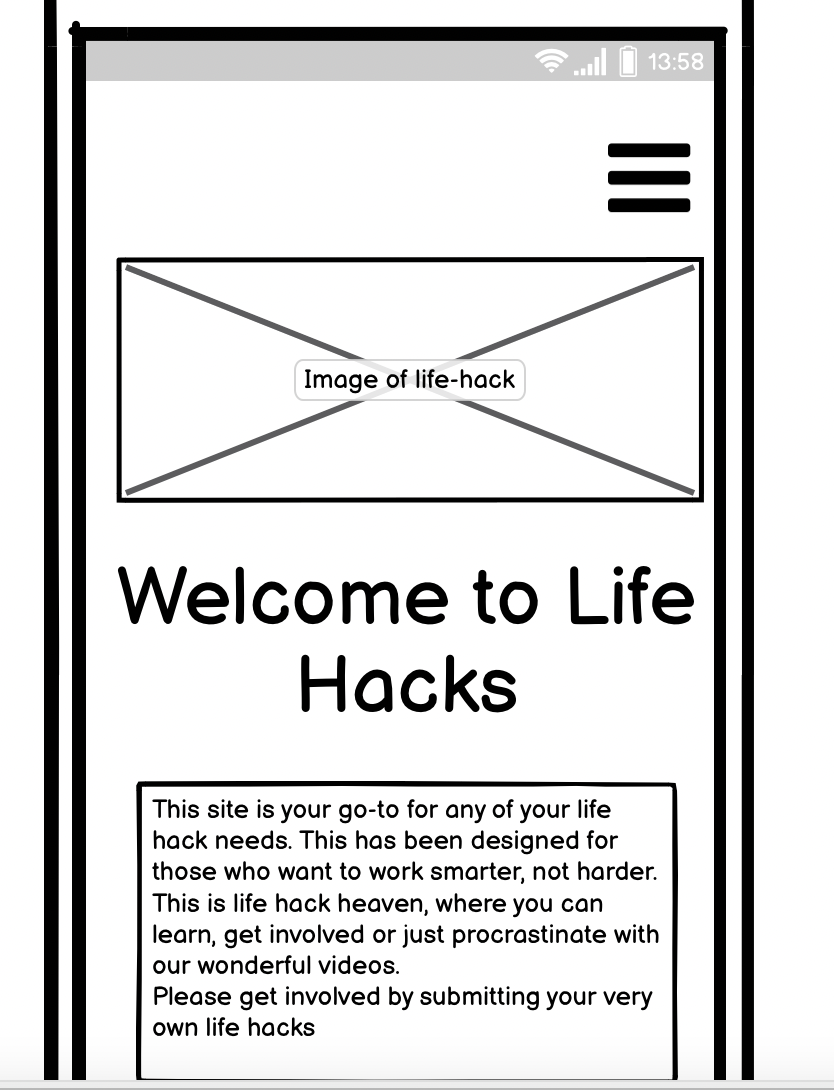 13:58
Image of life-hack
Welcome to Life
Hacks
This site is your go-to for any of your life
hack needs. This has been designed for
those who want to work smarter, not harder.
This is life hack heaven, where you can
learn, get involved or just procrastinate with
our wonderful videos.
Please get involved by submitting your very
own life hacks